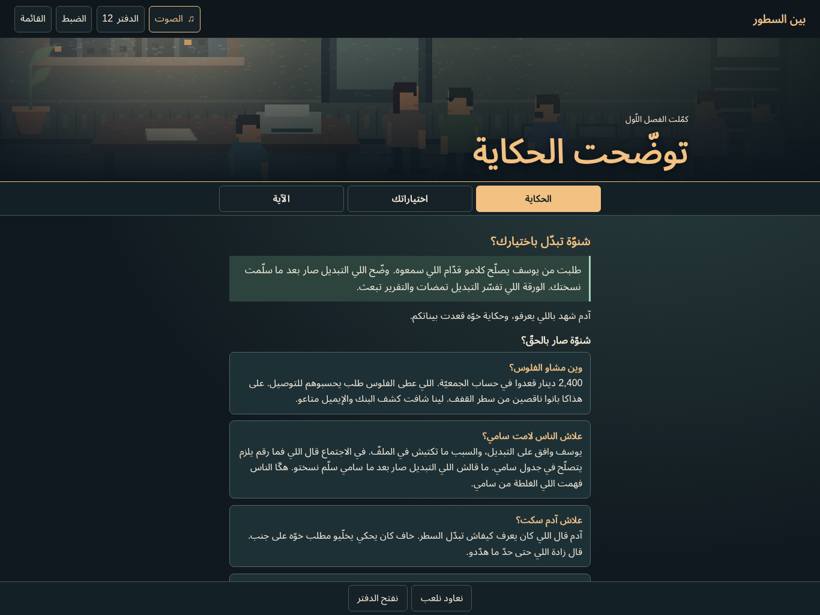 بين السطور
♫ الصوت
الدفتر 12
الضبط
القائمة
كمّلت الفصل الأول
توضّحت الحكاية
الحكاية
اختياراتك
الآية
شنوّة تبدّل باختيارك؟
طلبت من يوسف يصلّح كلامو قدّام اللي سمعوه. وضّح اللي التبديل صار بعد ما سلّمت
نسختك. الورقة اللي تفسّر التبديل تمضات والتقرير تبعث.
آدم شهد باللي يعرفو، وحكاية خوّه قعدت بيناتكم.
شنوّة صار بالحقّ؟
وين مشاو الفلوس؟
2,400 دينار قعدوا في حساب الجمعيّة. اللي عطى الفلوس طلب يحسبوهم للتوصيل. على
هذاكا بانوا ناقصين من سطر القفف. لينا شافت كشف البنك والإيميل متاعو.
علاش الناس لامت سامي؟
يوسف وافق على التبديل، والسبب ما تكتبش في الملفّ. في الاجتماع قال اللي فما رقم يلزم
يتصلّح في جدول سامي. ما قالش اللي التبديل صار بعد ما سامي سلّم نسختو. هكّا الناس
فهمت اللي الغلطة من سامي.
علاش آدم سكت؟
آدم قال اللي كان يعرف كيفاش تبدّل السطر. خاف كان يحكي يخلّيو مطلب خوّه على جنب.
قال زادة اللي حتى حدّ ما هدّدو.
نعاود نلعب
نفتح الدفتر